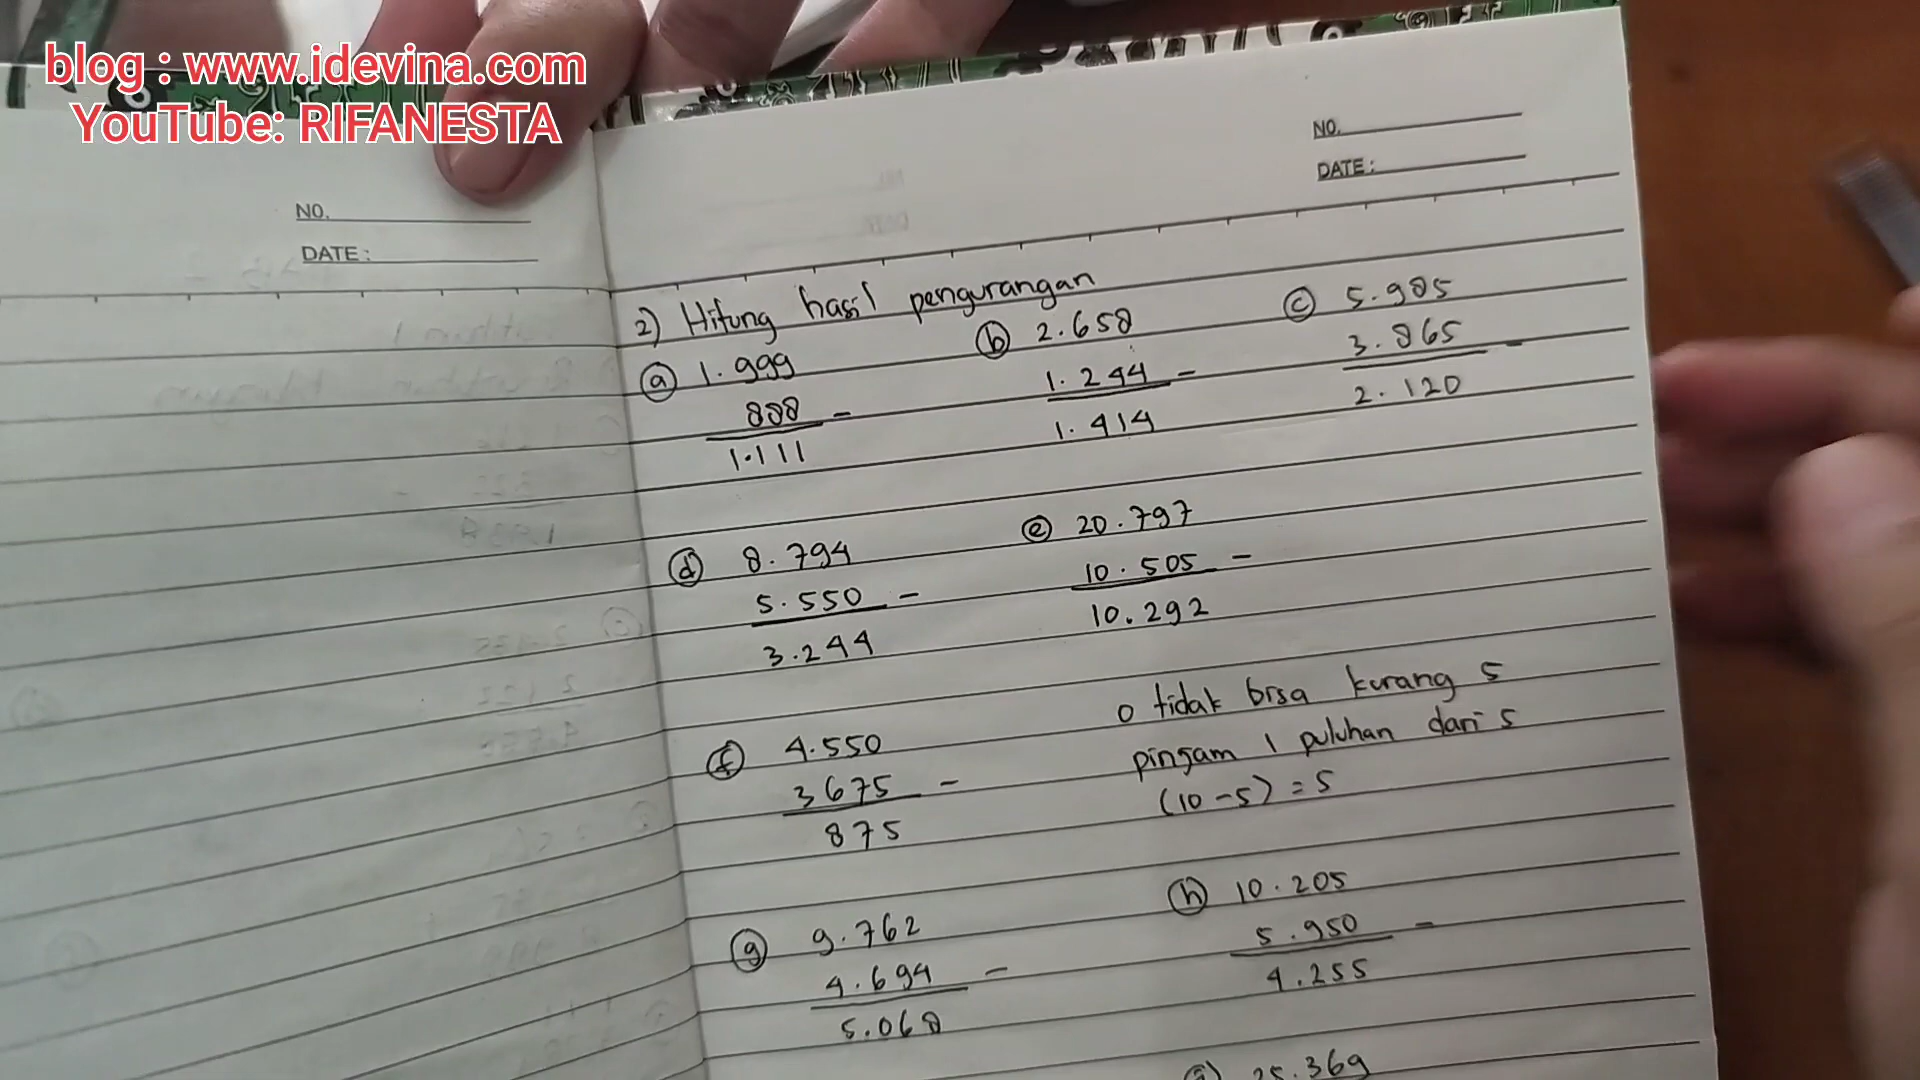 blog : www.idevina.com
YouTube: RIFANESTA
NO.
DATE :
NO.
DATE :
2) Hitung hasil pengurangan
a 1.999
888 -
1.111
b 2.658
1.244 -
1.414
c 5.985
3.865 -
2.120
d 8.794
5.550 -
3.244
e 20.797
10.505 -
10.292
f 4.550
3675 -
875
0 tidak bisa kurang 5
pinjam 1 puluhan dari 5
(10-5) = 5
g 9.762
4.694 -
5.068
h 10.205
5.950 -
4.255
25.369